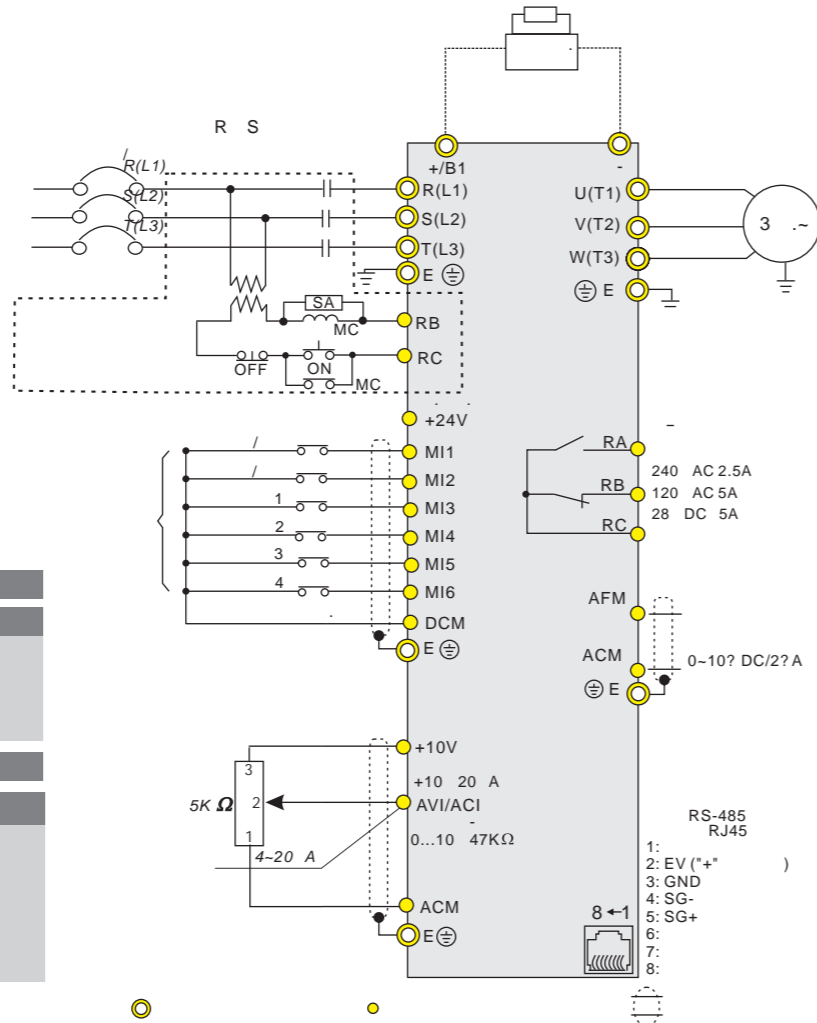 R S
/
R(L1)
S(L2)
T(L3)
+/B1
-
R(L1)
S(L2)
T(L3)
E
U(T1)
V(T2)
W(T3)
E
3 .~
SA
MC
RB
OFF
ON
MC
RC
+24V
/
MI1
/
MI2
1
MI3
2
MI4
3
MI5
4
MI6
DCM
E
–
RA
240 AC 2.5A
RB
120 AC 5A
28 DC 5A
RC
AFM
ACM
0~10? DC/2? A
E
+10V
3
+10 20 A
5K Ω
2
AVI/ACI
-
0...10 47KΩ
1
4~20 A
ACM
E
RS-485
RJ45
1:
2: EV ("+" )
3: GND
4: SG-
5: SG+
6:
7:
8:
8←1